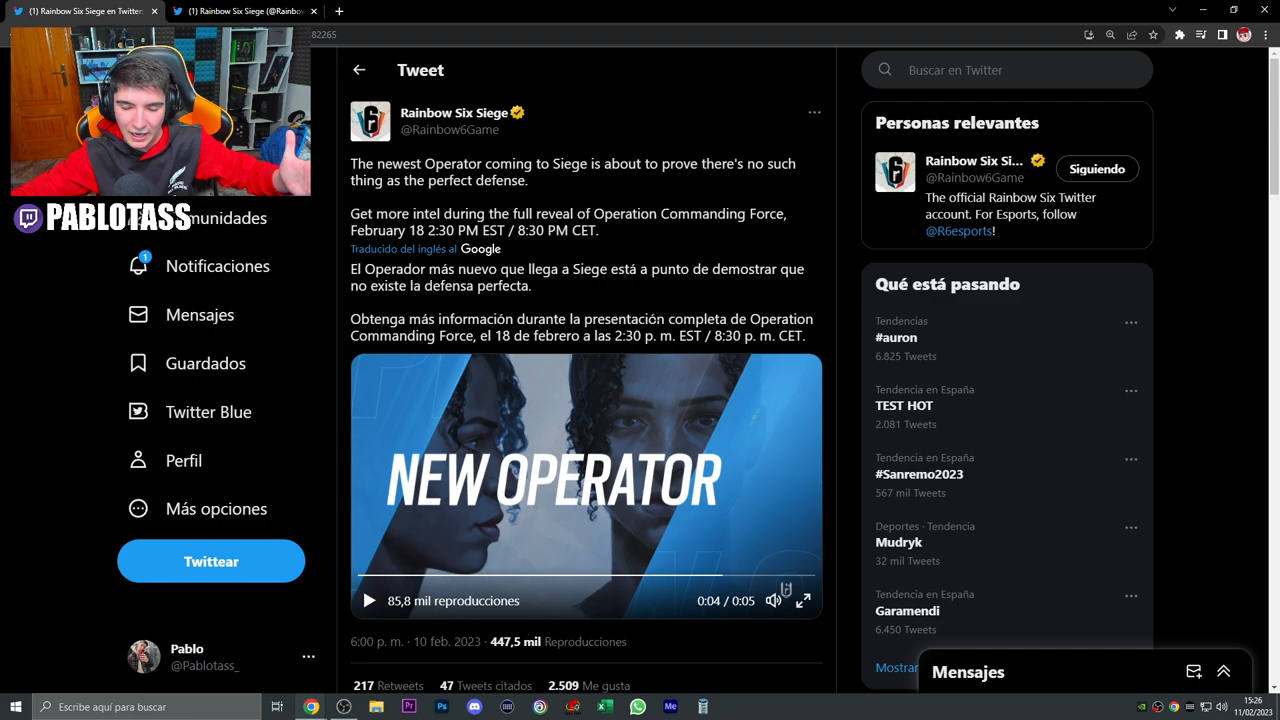 (1) Rainbow Six Siege en Twitter
(1) Rainbow Six Siege (@Rainbow
82265
PABLOTASS
munidades
1
Notificaciones
Mensajes
Guardados
Twitter Blue
Perfil
Más opciones
Twittear
Pablo
@Pablotass_
Tweet
Rainbow Six Siege
@Rainbow6Game
The newest Operator coming to Siege is about to prove there's no such
thing as the perfect defense.
Get more intel during the full reveal of Operation Commanding Force,
February 18 2:30 PM EST / 8:30 PM CET.
Traducido del inglés al Google
El Operador más nuevo que llega a Siege está a punto de demostrar que
no existe la defensa perfecta.
Obtenga más información durante la presentación completa de Operation
Commanding Force, el 18 de febrero a las 2:30 p. m. EST / 8:30 p. m. CET.
NEW OPERATOR
85,8 mil reproducciones
0:04 / 0:05
6:00 p. m. · 10 feb. 2023 · 447,5 mil Reproducciones
217 Retweets 47 Tweets citados 2.509 Me gusta
Buscar en Twitter
Personas relevantes
Rainbow Six Si...
@Rainbow6Game
Siguiendo
The official Rainbow Six Twitter
account. For Esports, follow
@R6esports!
Qué está pasando
Tendencias
#auron
6.825 Tweets
Tendencia en España
TEST HOT
2.081 Tweets
Tendencia en España
#Sanremo2023
567 mil Tweets
Deportes · Tendencia
Mudryk
32 mil Tweets
Tendencia en España
Garamendi
6.450 Tweets
Mostrar
Mensajes
Escribe aquí para buscar
Pr
Ps
Me
15:26
11/02/2023